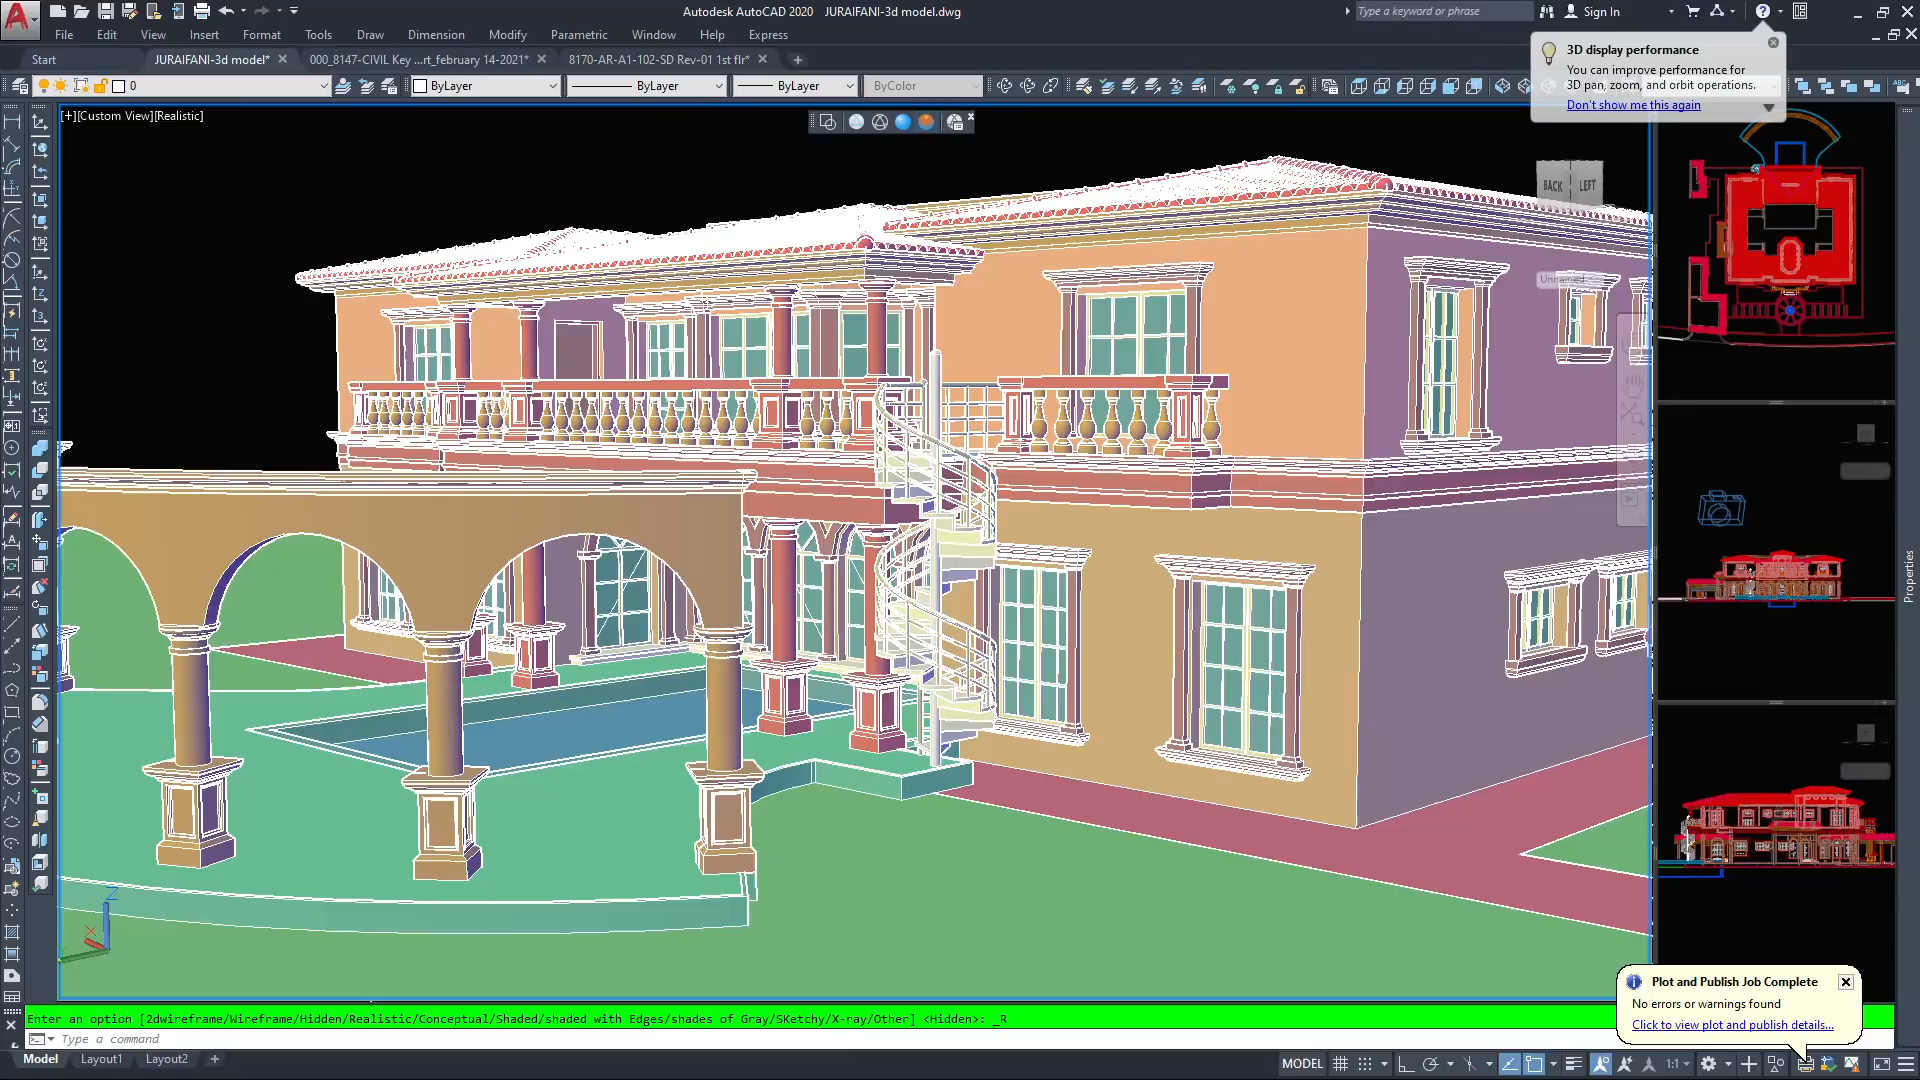 Autodesk AutoCAD 2020 JURAIFANI-3d model.dwg
Type a keyword or phrase
Sign In
File Edit View Insert Format Tools Draw Dimension Modify Parametric Window Help Express
Start JURAIFANI-3d model* 000_8147-CIVIL Key ...rt_february 14-2021* 8170-AR-A1-102-SD Rev-01 1st flr*
0 ByLayer ByLayer ByLayer ByColor
3D display performance
You can improve performance for
3D pan, zoom, and orbit operations.
Don't show me this again
[+][Custom View][Realistic]
BACK LEFT
Unnamed
Properties
Z
X
Plot and Publish Job Complete
No errors or warnings found
Click to view plot and publish details...
Enter an option [2dwireframe/Wireframe/Hidden/Realistic/Conceptual/Shaded/shaded with Edges/shades of Gray/SKetchy/X-ray/Other] <Hidden>: _R
Type a command
Model Layout1 Layout2 +
MODEL 1:1